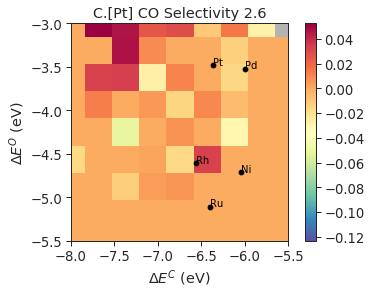 C.[Pt] CO Selectivity 2.6
−3.0
−3.5
−4.0
−4.5
−5.0
−5.5
ΔE^O (eV)
Pt
Pd
Rh
Ni
Ru
−8.0 −7.5 −7.0 −6.5 −6.0 −5.5
ΔE^C (eV)
0.04
0.02
0.00
−0.02
−0.04
−0.06
−0.08
−0.10
−0.12